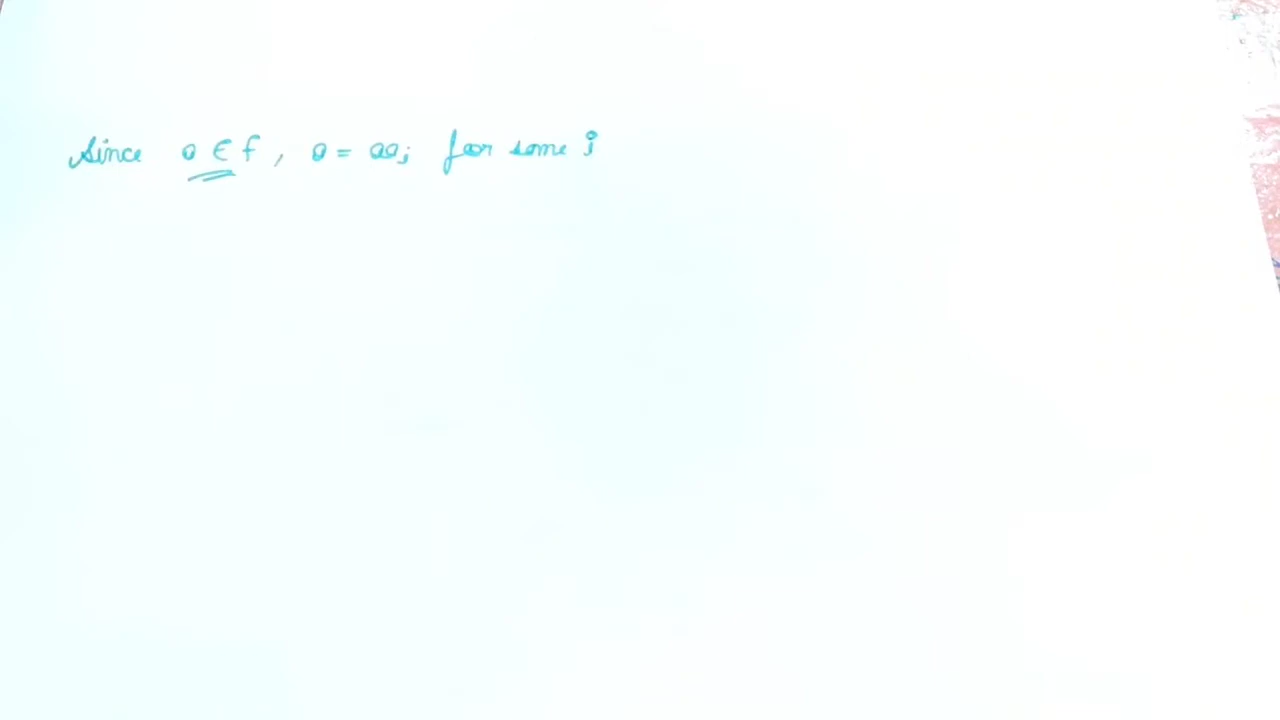 Since 0 ∈ F, 0 = aa; for some i